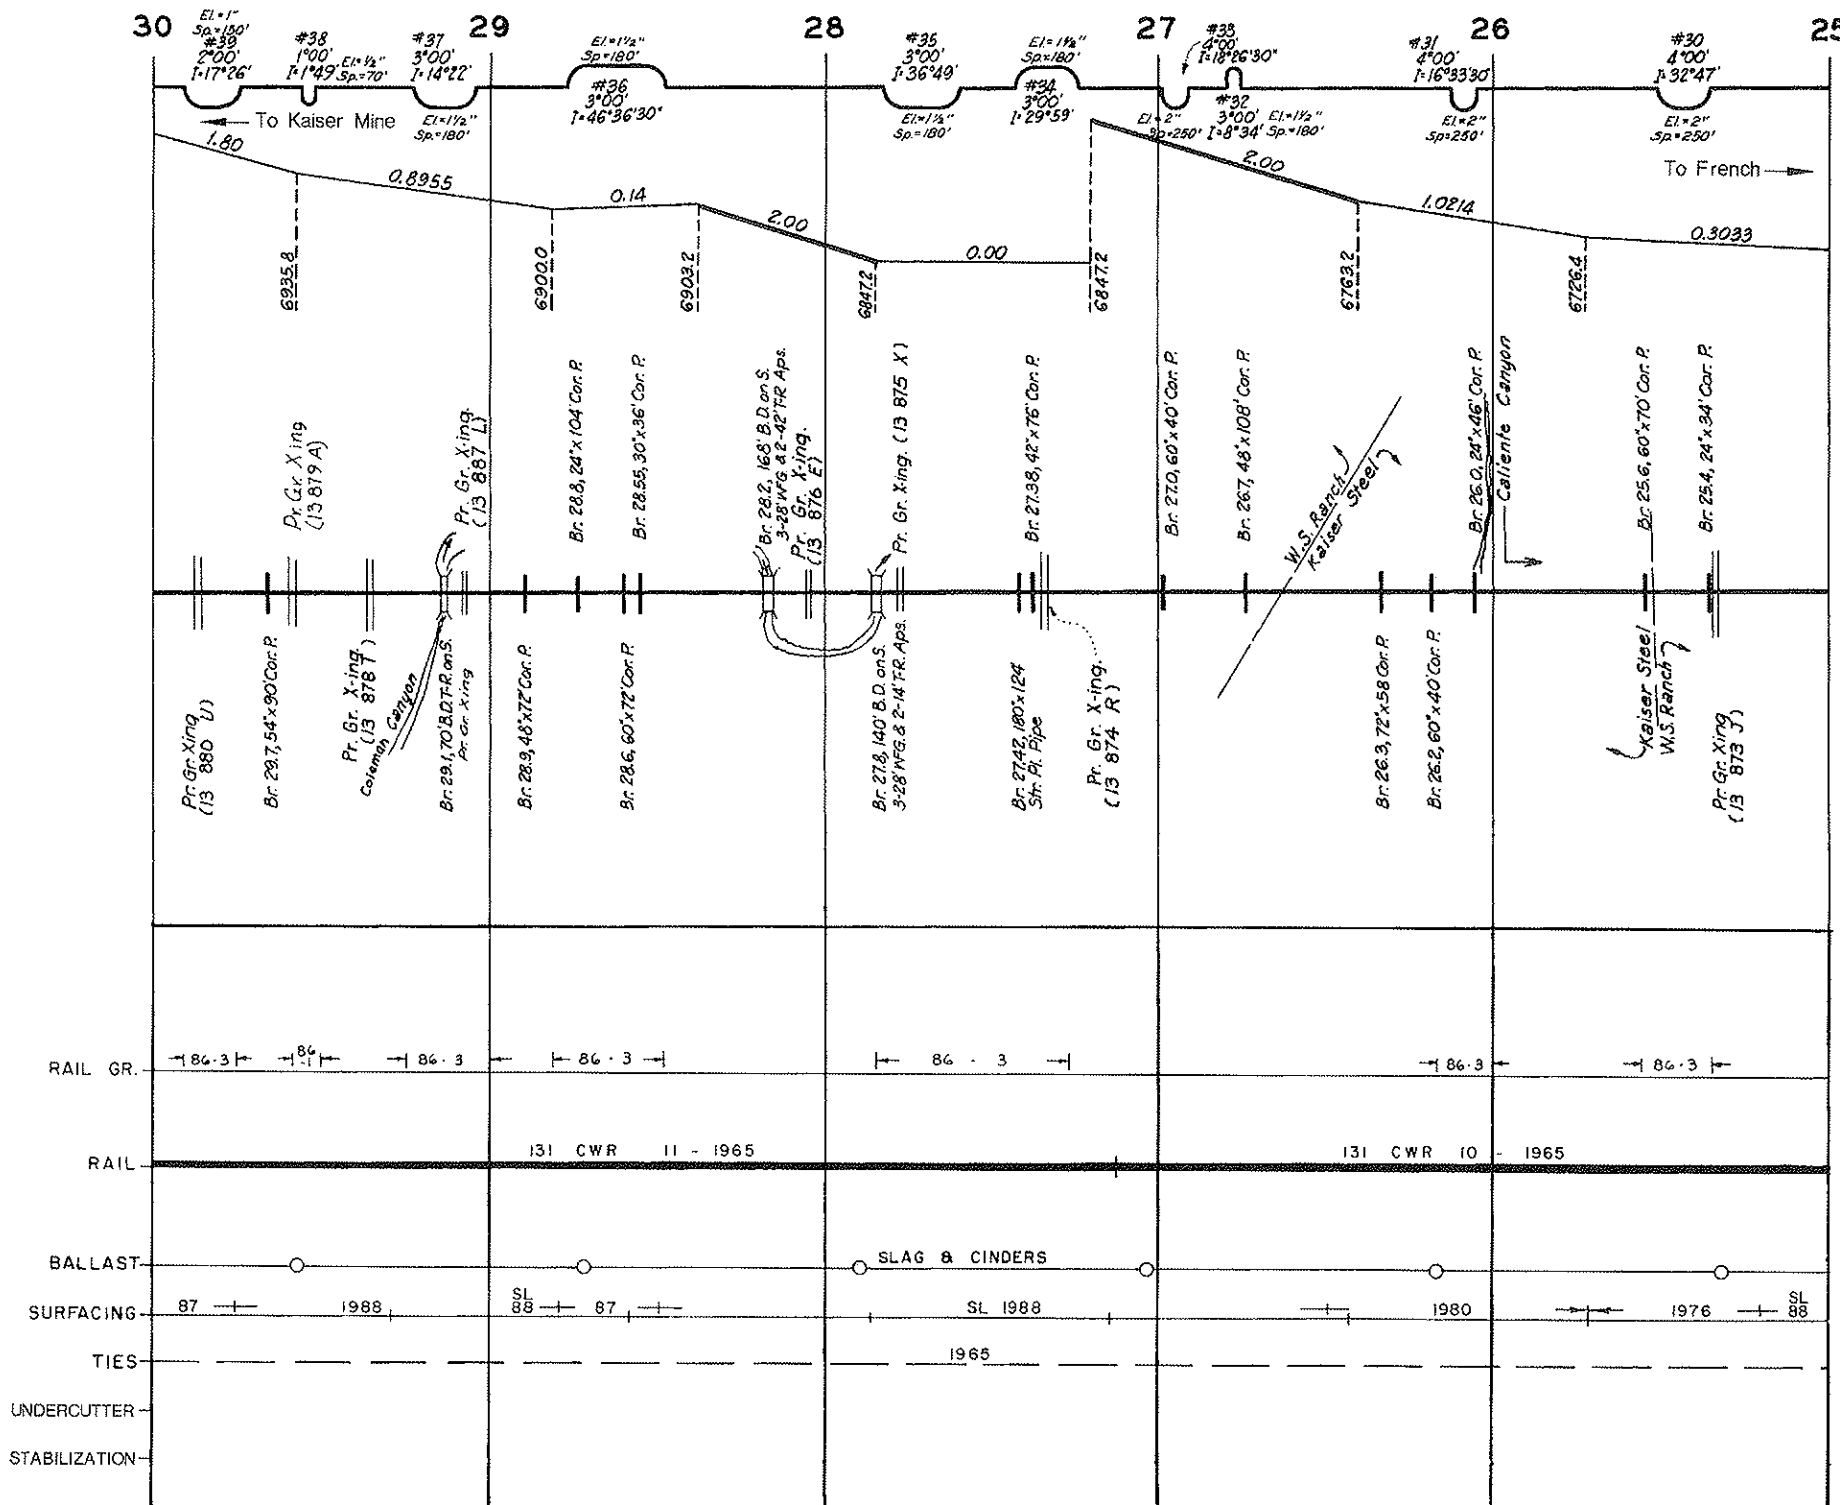 30
29
28
27
26
25
El.=1"
Sp.=150'
#39
2°00'
I=17°26'
#38
1°00'
I=1°49'
El.=½"
Sp.=70'
#37
3°00'
I=14°22'
El.=1½"
Sp.=180'
El.=1½"
Sp=180'
#36
3°00'
I=46°36'30"
#35
3°00'
I=36°49'
El.=1½"
Sp.=180'
El.=1½"
Sp.=180'
#34
3°00'
I=29°59'
#33
4°00'
I=18°26'30"
El.=2"
Sp=250'
#32
3°00'
I=8°34'
El.=1½"
Sp.=180'
#31
4°00'
I=16°33'30"
El.=2"
Sp=250'
#30
4°00'
I=32°47'
El.=2"
Sp.=250'
To Kaiser Mine
To French
1.80
0.8955
0.14
2.00
0.00
2.00
1.0214
0.3033
6935.8
6900.0
6903.2
6847.2
6847.2
6763.2
6726.4
Pr. Gr. Xing
(13 879 A)
Pr. Gr. X-ing.
(13 887 L)
Br. 28.8, 24"x104' Cor. P.
Br. 28.55, 30"x36' Cor. P.
Br. 28.2, 168' B.D. on S.
3-28' WFG. & 2-42' T-R Aps.
Pr. Gr. X-ing.
(13 876 E)
Pr. Gr. X-ing. (13 875 X)
Br. 27.38, 42"x76' Cor. P.
Br. 27.0, 60"x40' Cor. P.
Br. 26.7, 48"x108' Cor. P.
W.S. Ranch
Kaiser Steel
Br. 26.0, 24"x46' Cor. P.
Caliente Canyon
Br. 25.6, 60"x70' Cor. P.
Br. 25.4, 24"x34' Cor. P.
Pr. Gr. Xing
(13 880 U)
Br. 29.7, 54"x90' Cor. P.
Pr. Gr. X-ing.
(13 878 T)
Coleman Canyon
Br. 29.1, 70' B.D.T-R. on S.
Pr. Gr. Xing
Br. 28.9, 48"x72' Cor. P.
Br. 28.6, 60"x72' Cor. P.
Br. 27.8, 140' B.D. on S.
3-28' WFG. & 2-14' T-R. Aps.
Br. 27.42, 180"x124'
Str. Pl. Pipe
Pr. Gr. X-ing.
(13 874 R)
Br. 26.3, 72"x58' Cor. P.
Br. 26.2, 60"x40' Cor. P.
Kaiser Steel
W.S. Ranch
Pr. Gr. Xing
(13 873 J)
RAIL GR.
86-3
86
-1
86-3
86-3
86-3
86-3
86-3
RAIL
131 CWR 11 - 1965
131 CWR 10 - 1965
BALLAST
SLAG & CINDERS
SURFACING
87
1988
SL
88
87
SL 1988
1980
1976
SL
88
TIES
1965
UNDERCUTTER
STABILIZATION